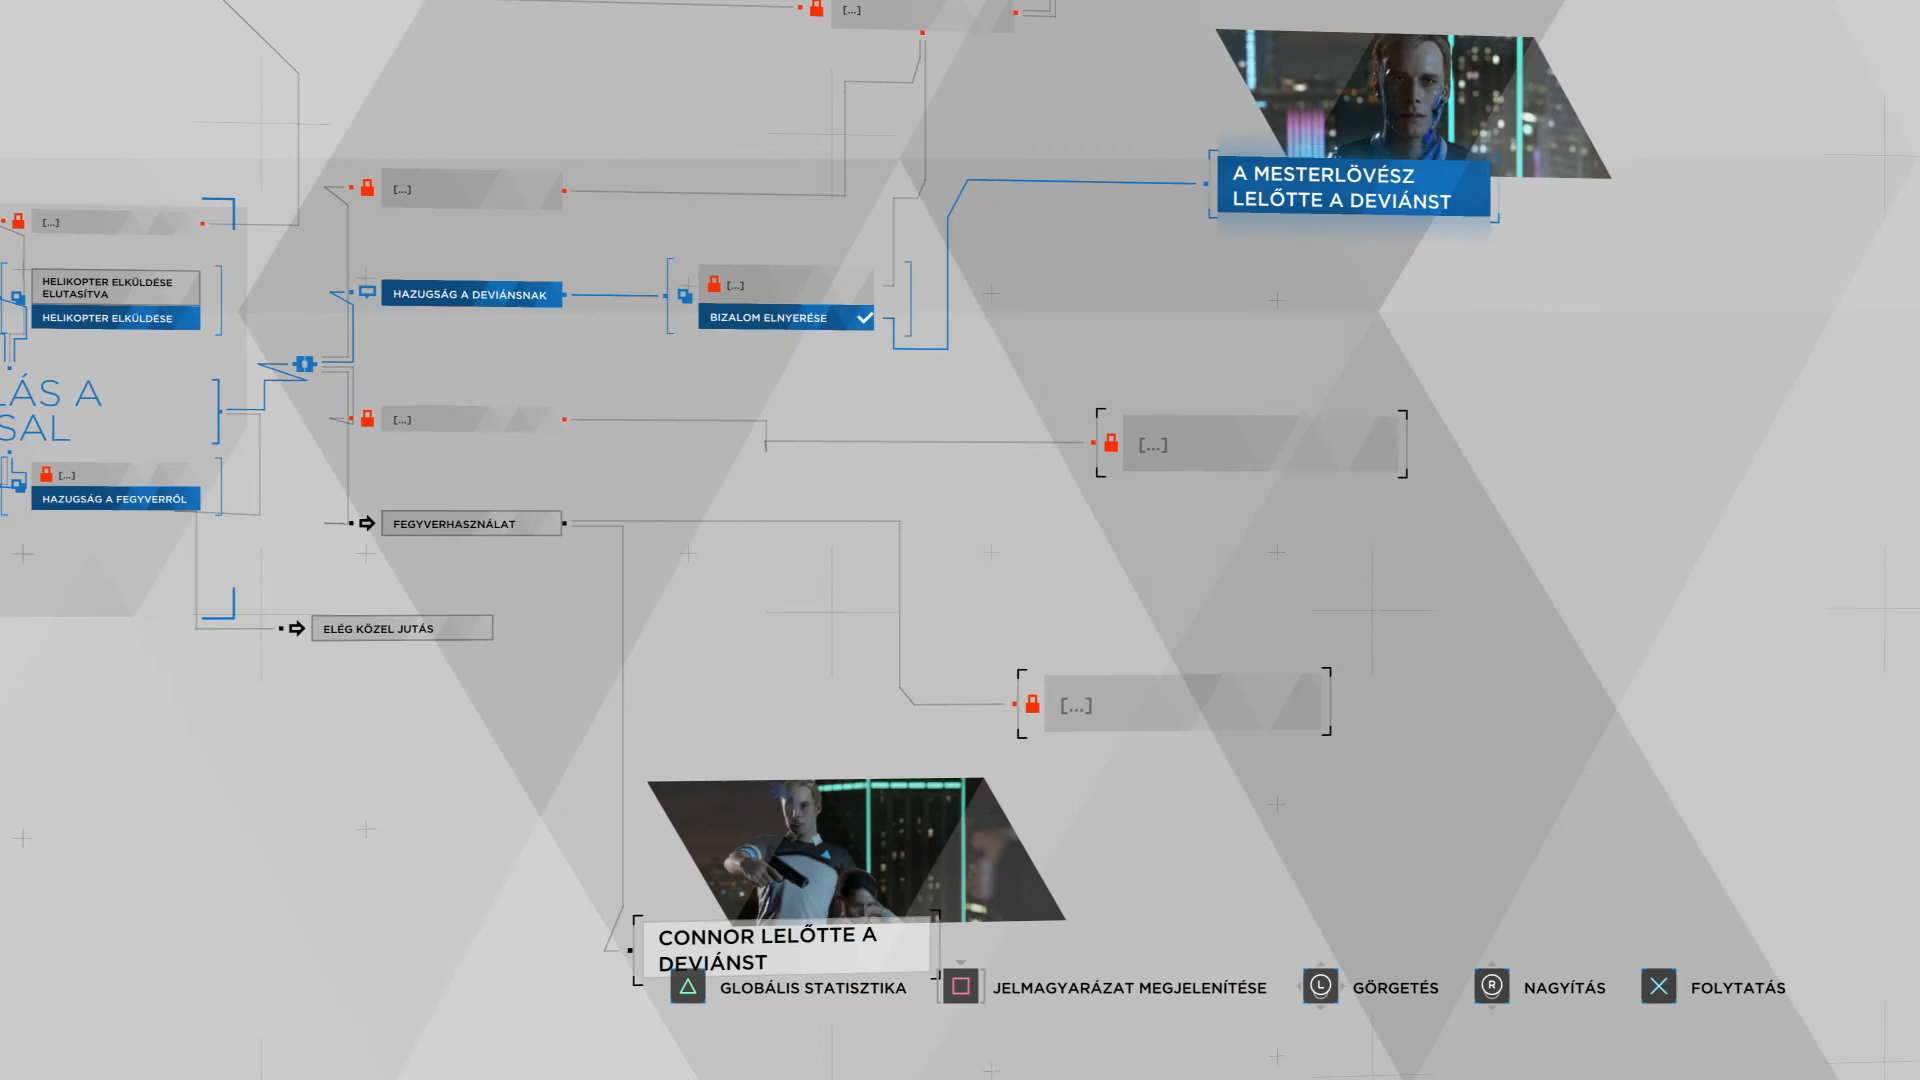 [...]
A MESTERLÖVÉSZ
LELŐTTE A DEVIÁNST
[...]
[...]
HELIKOPTER ELKÜLDÉSE
ELUTASÍTVA
HELIKOPTER ELKÜLDÉSE
HAZUGSÁG A DEVIÁNSNAK
[...]
BIZALOM ELNYERÉSE
LÁS A
SAL
[...]
[...]
[...]
HAZUGSÁG A FEGYVERRŐL
FEGYVERHASZNÁLAT
ELÉG KÖZEL JUTÁS
[...]
CONNOR LELŐTTE A
DEVIÁNST
GLOBÁLIS STATISZTIKA
JELMAGYARÁZAT MEGJELENÍTÉSE
L
GÖRGETÉS
R
NAGYÍTÁS
FOLYTATÁS